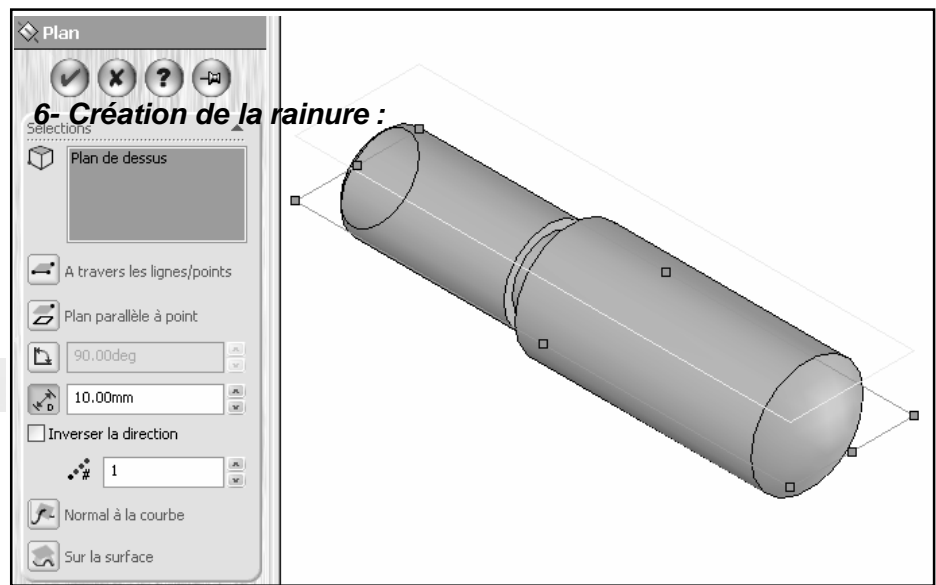 Plan
6- Création de la rainure :
Sélections
Plan de dessus
A travers les lignes/points
Plan parallèle à point
90.00deg
D
10.00mm
Inverser la direction
# 1
Normal à la courbe
Sur la surface